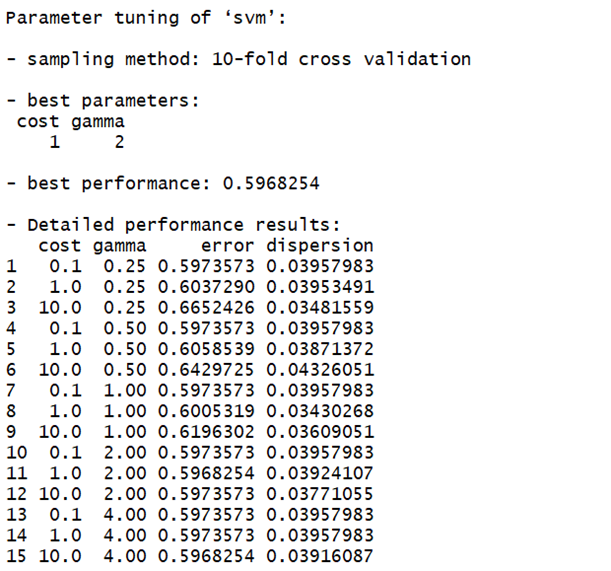 Parameter tuning of ‘svm’:
- sampling method: 10-fold cross validation
- best parameters:
cost gamma
1 2
- best performance: 0.5968254
- Detailed performance results:
cost gamma error dispersion
1 0.1 0.25 0.5973573 0.03957983
2 1.0 0.25 0.6037290 0.03953491
3 10.0 0.25 0.6652426 0.03481559
4 0.1 0.50 0.5973573 0.03957983
5 1.0 0.50 0.6058539 0.03871372
6 10.0 0.50 0.6429725 0.04326051
7 0.1 1.00 0.5973573 0.03957983
8 1.0 1.00 0.6005319 0.03430268
9 10.0 1.00 0.6196302 0.03609051
10 0.1 2.00 0.5973573 0.03957983
11 1.0 2.00 0.5968254 0.03924107
12 10.0 2.00 0.5973573 0.03771055
13 0.1 4.00 0.5973573 0.03957983
14 1.0 4.00 0.5973573 0.03957983
15 10.0 4.00 0.5968254 0.03916087